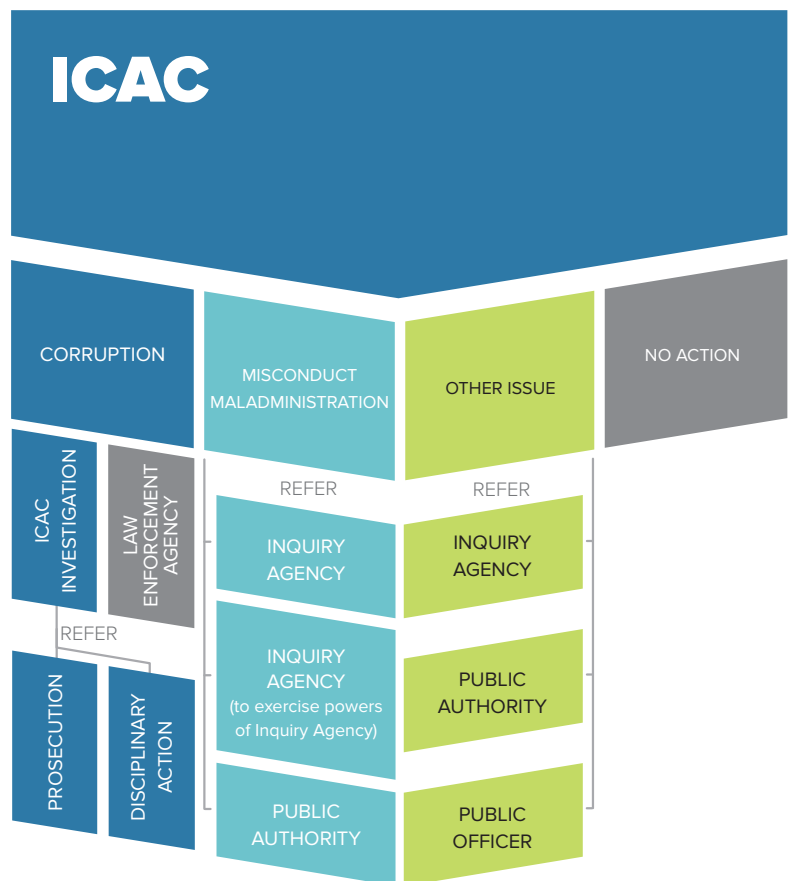 ICAC
CORRUPTION
MISCONDUCT
MALADMINISTRATION
OTHER ISSUE
NO ACTION
ICAC
INVESTIGATION
LAW
ENFORCEMENT
AGENCY
REFER
PROSECUTION
DISCIPLINARY
ACTION
REFER
INQUIRY
AGENCY
INQUIRY
AGENCY
(to exercise powers
of Inquiry Agency)
PUBLIC
AUTHORITY
REFER
INQUIRY
AGENCY
PUBLIC
AUTHORITY
PUBLIC
OFFICER